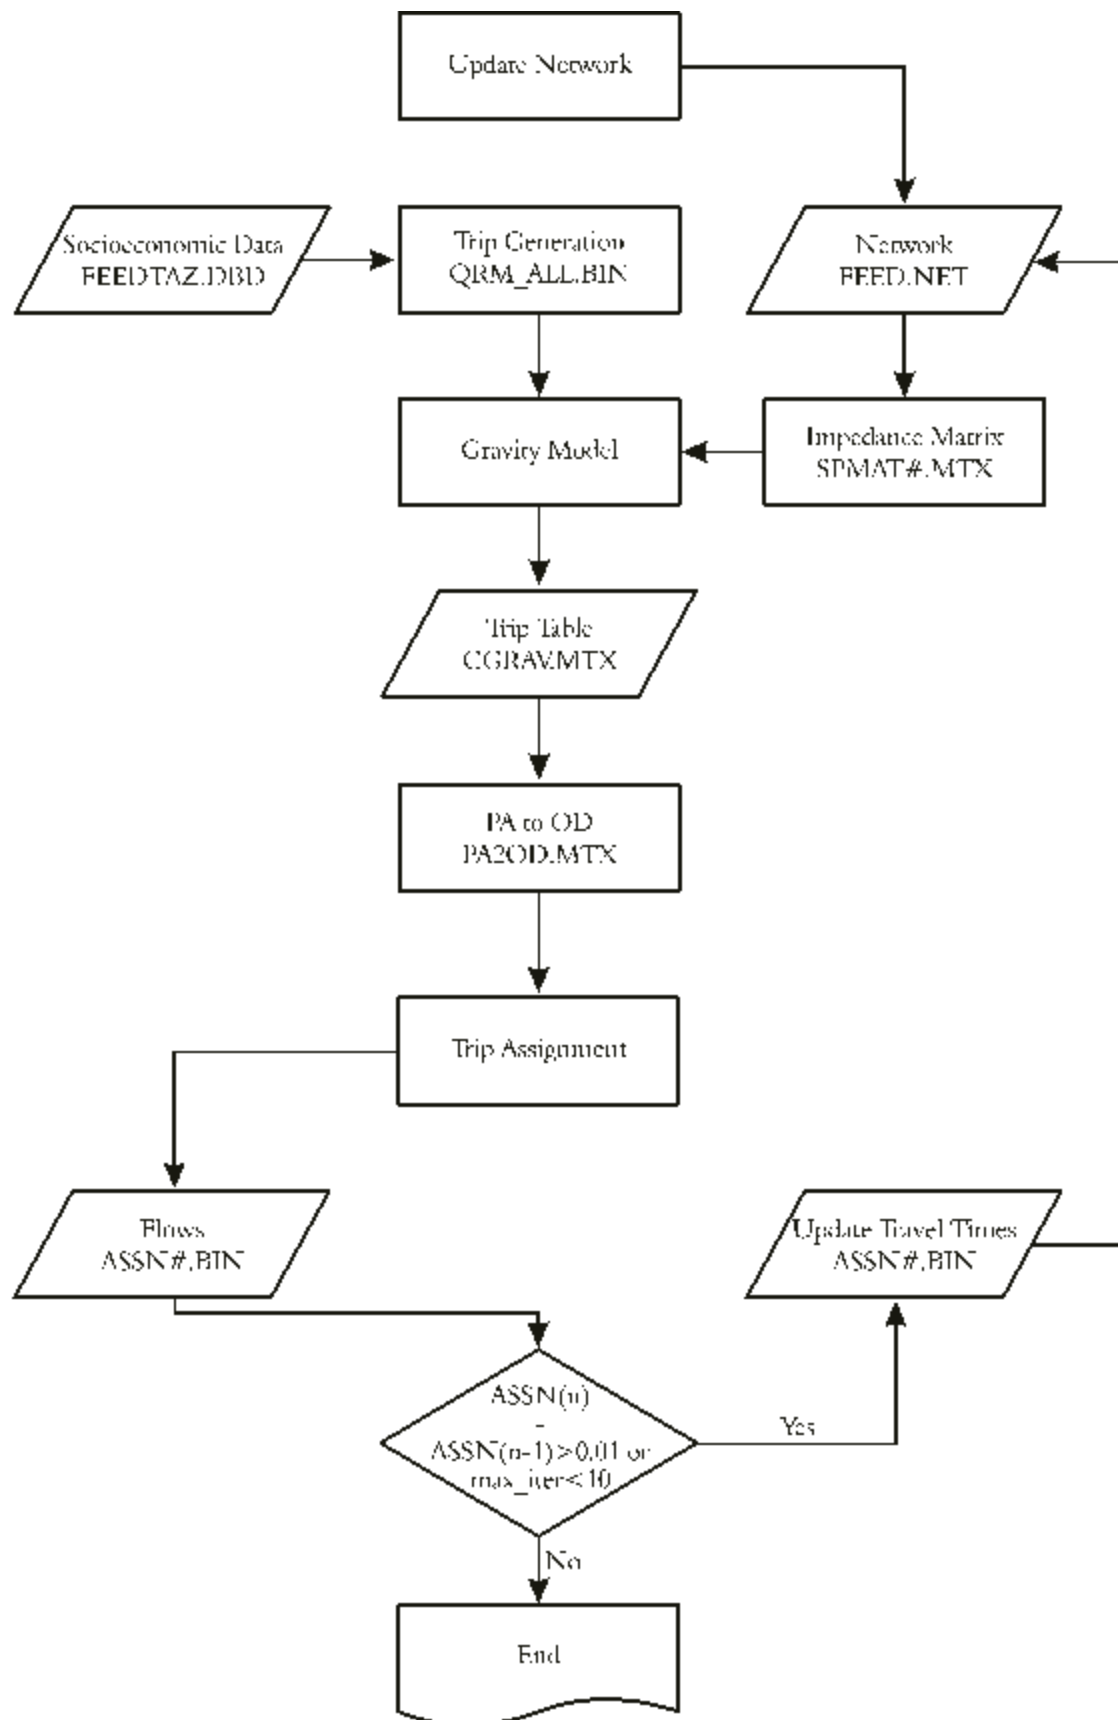 Update Network
Socioeconomic Data
FEEDTAZ.DBD
Trip Generation
QRM_ALL.BIN
Network
FEED.NET
Gravity Model
Impedance Matrix
SPMAT#.MTX
Trip Table
CGRAV.MTX
PA to OD
PA2OD.MTX
Trip Assignment
Flows
ASSN#.BIN
Update Travel Times
ASSN#.BIN
ASSN(n)
-
ASSN(n-1)>0.01 or
max_iter<10
Yes
No
End